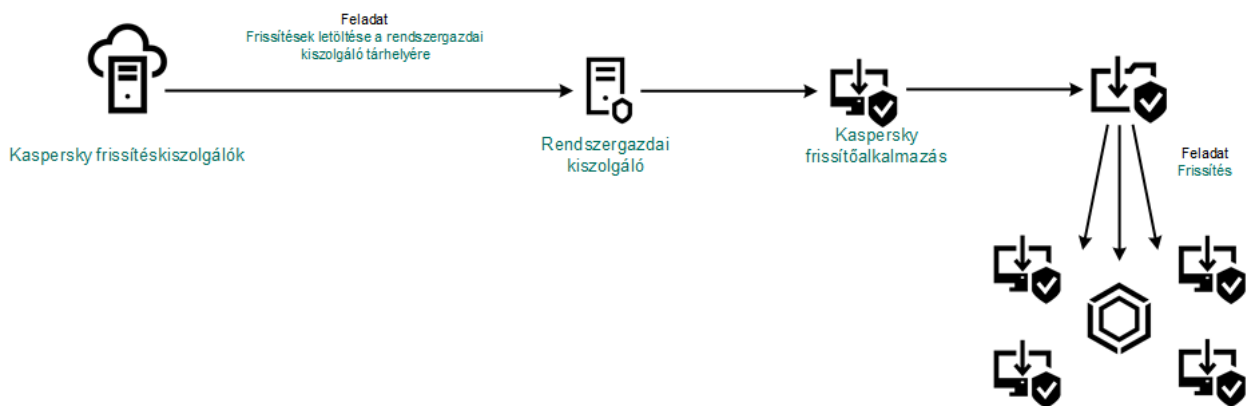 Feladat
Frissítések letöltése a rendszergazdai
kiszolgáló tárhelyére
Kaspersky frissítéskiszolgálók
Rendszergazdai
kiszolgáló
Kaspersky
frissítőalkalmazás
Feladat
Frissítés